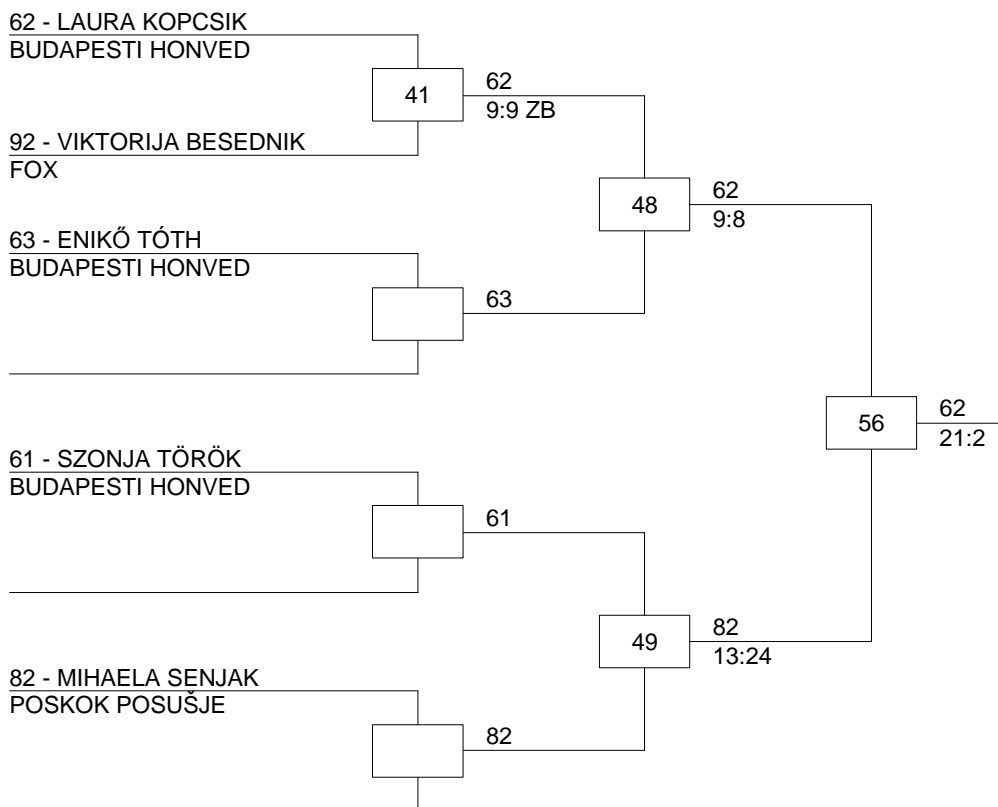 62 - LAURA KOPCSIK
BUDAPESTI HONVED
41
62
9:9 ZB
92 - VIKTORIJA BESEDNIK
FOX
48
62
9:8
63 - ENIKŐ TÓTH
BUDAPESTI HONVED
63
56
62
21:2
61 - SZONJA TÖRÖK
BUDAPESTI HONVED
61
49
82
13:24
82 - MIHAELA SENJAK
POSKOK POSUŠJE
82